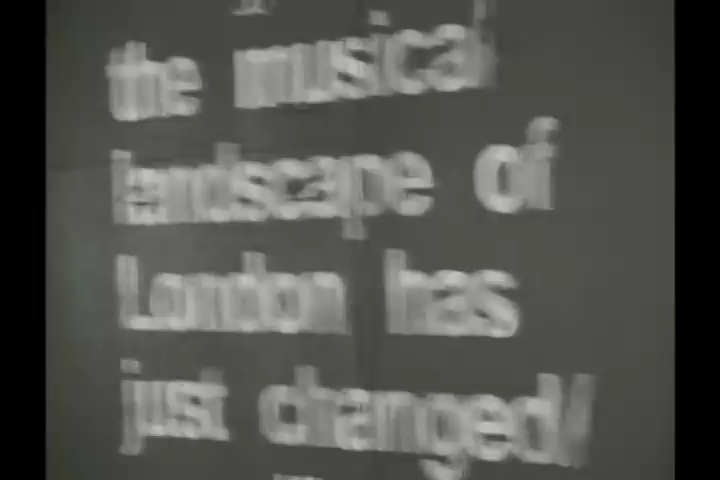 the musical
landscape of
London has
just changed/